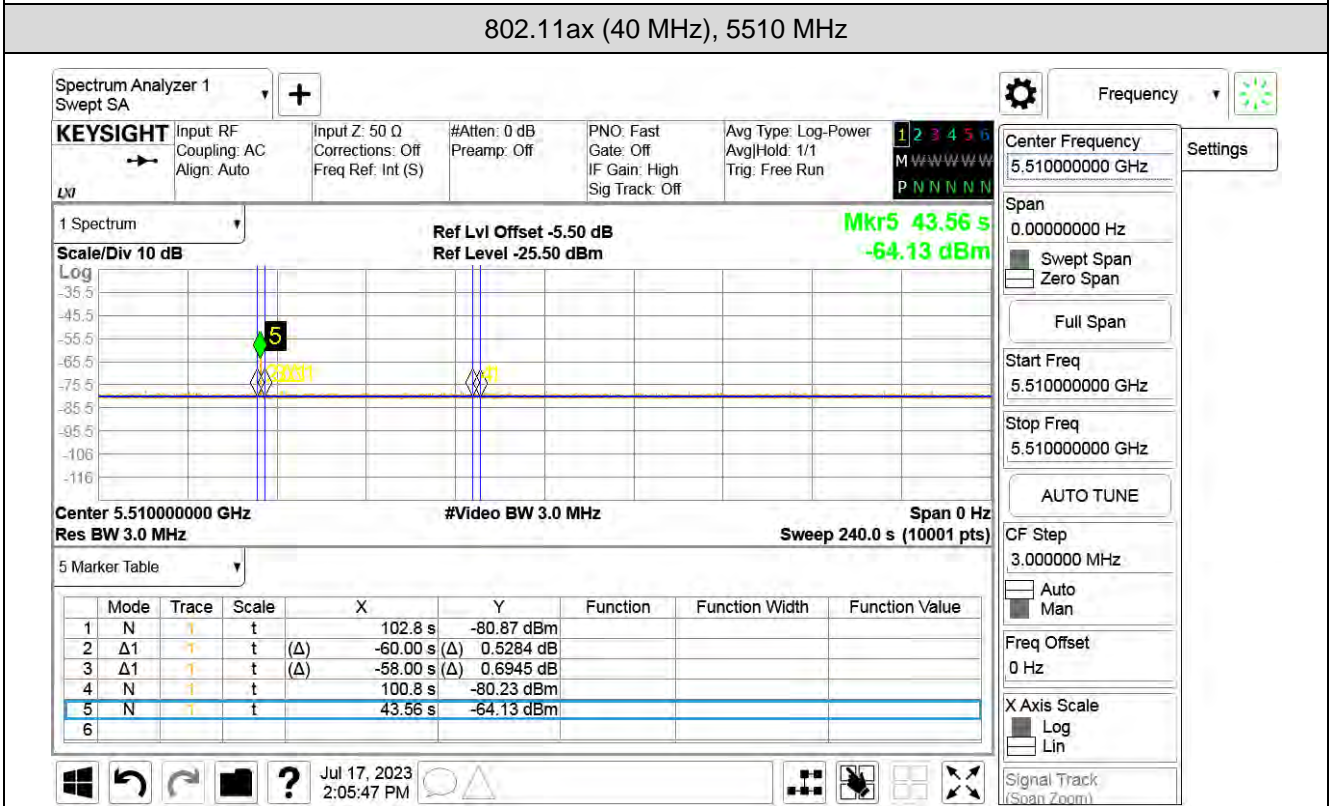 802.11ax (40 MHz), 5510 MHz
Spectrum Analyzer 1
Swept SA
+
Frequency
KEYSIGHT
LXI
Input: RF
Coupling: AC
Align: Auto
Input Z: 50 Ω
Corrections: Off
Freq Ref: Int (S)
#Atten: 0 dB
Preamp: Off
PNO: Fast
Gate: Off
IF Gain: High
Sig Track: Off
Avg Type: Log-Power
Avg|Hold: 1/1
Trig: Free Run
1 2 3 4 5 6
M W W W W W
P N N N N N
Center Frequency
5.510000000 GHz
Settings
Span
0.00000000 Hz
Swept Span
Zero Span
Full Span
Start Freq
5.510000000 GHz
Stop Freq
5.510000000 GHz
AUTO TUNE
CF Step
3.000000 MHz
Auto
Man
Freq Offset
0 Hz
X Axis Scale
Log
Lin
Signal Track
(Span Zoom)
1 Spectrum
Scale/Div 10 dB
Log
Ref Lvl Offset -5.50 dB
Ref Level -25.50 dBm
Mkr5 43.56 s
-64.13 dBm
-35.5
-45.5
-55.5
-65.5
-75.5
-85.5
-95.5
-106
-116
5
Center 5.510000000 GHz
Res BW 3.0 MHz
#Video BW 3.0 MHz
Span 0 Hz
Sweep 240.0 s (10001 pts)
5 Marker Table
Mode Trace Scale X Y Function Function Width Function Value
1 N 1 t 102.8 s -80.87 dBm
2 Δ1 1 t (Δ) -60.00 s (Δ) 0.5284 dB
3 Δ1 1 t (Δ) -58.00 s (Δ) 0.6945 dB
4 N 1 t 100.8 s -80.23 dBm
5 N 1 t 43.56 s -64.13 dBm
6
?
Jul 17, 2023
2:05:47 PM